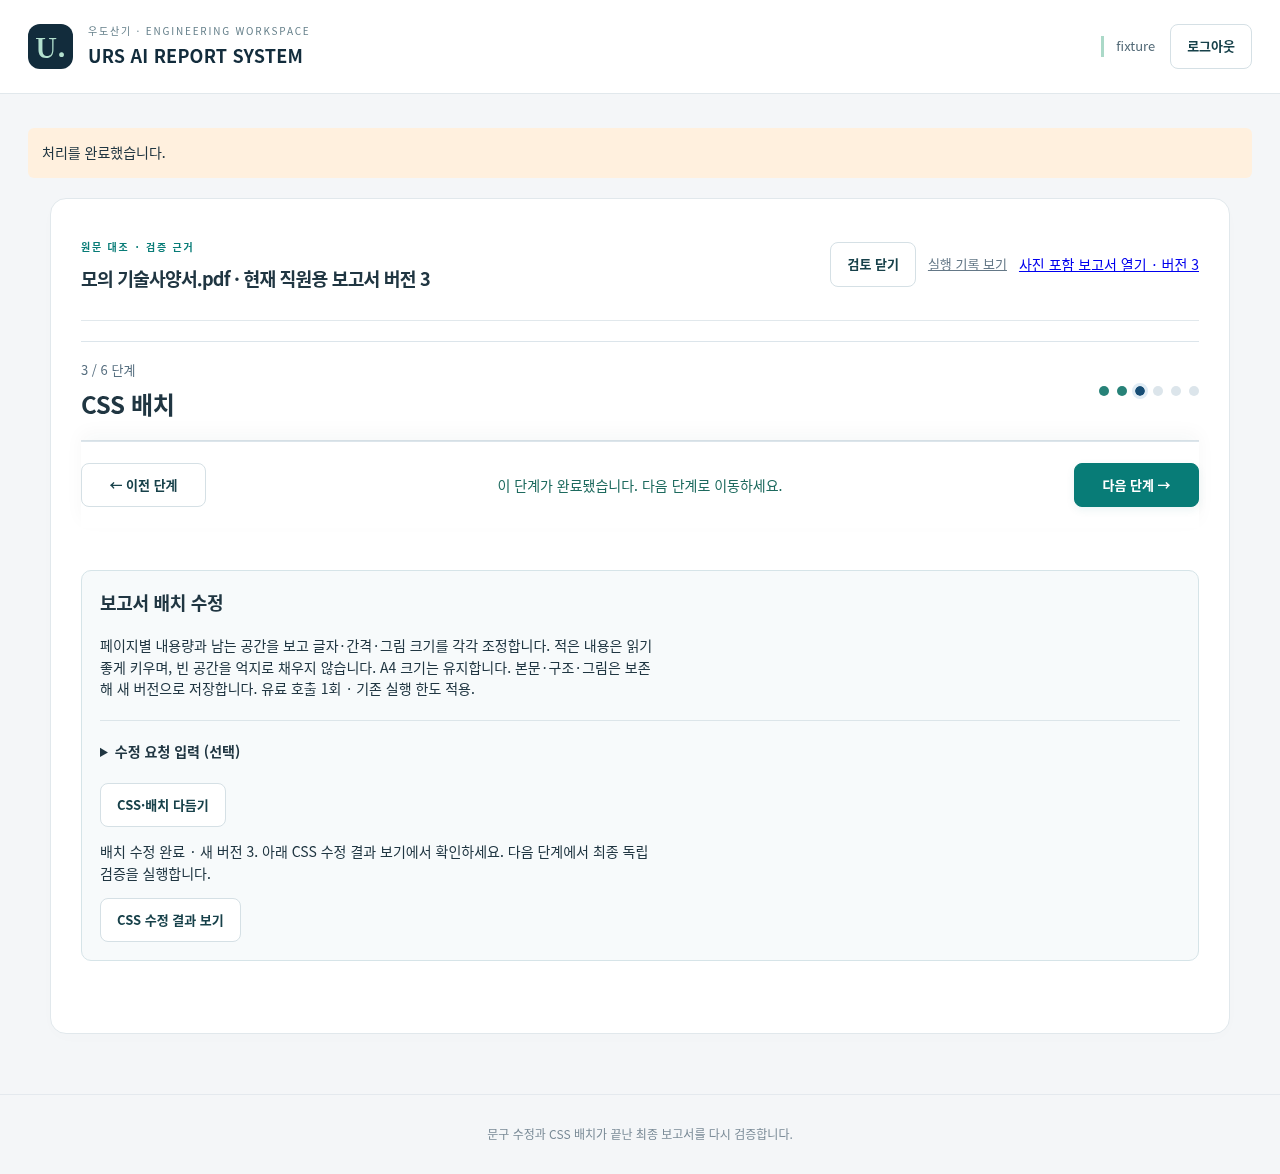 U.
우도산기 · ENGINEERING WORKSPACE
URS AI REPORT SYSTEM
fixture
로그아웃
처리를 완료했습니다.
원문 대조 · 검증 근거
모의 기술사양서.pdf · 현재 직원용 보고서 버전 3
검토 닫기
실행 기록 보기
사진 포함 보고서 열기 · 버전 3
3 / 6 단계
CSS 배치
← 이전 단계
이 단계가 완료됐습니다. 다음 단계로 이동하세요.
다음 단계 →
보고서 배치 수정
페이지별 내용량과 남는 공간을 보고 글자·간격·그림 크기를 각각 조정합니다. 적은 내용은 읽기
좋게 키우며, 빈 공간을 억지로 채우지 않습니다. A4 크기는 유지합니다. 본문·구조·그림은 보존
해 새 버전으로 저장합니다. 유료 호출 1회 · 기존 실행 한도 적용.
▶ 수정 요청 입력 (선택)
CSS·배치 다듬기
배치 수정 완료 · 새 버전 3. 아래 CSS 수정 결과 보기에서 확인하세요. 다음 단계에서 최종 독립
검증을 실행합니다.
CSS 수정 결과 보기
문구 수정과 CSS 배치가 끝난 최종 보고서를 다시 검증합니다.